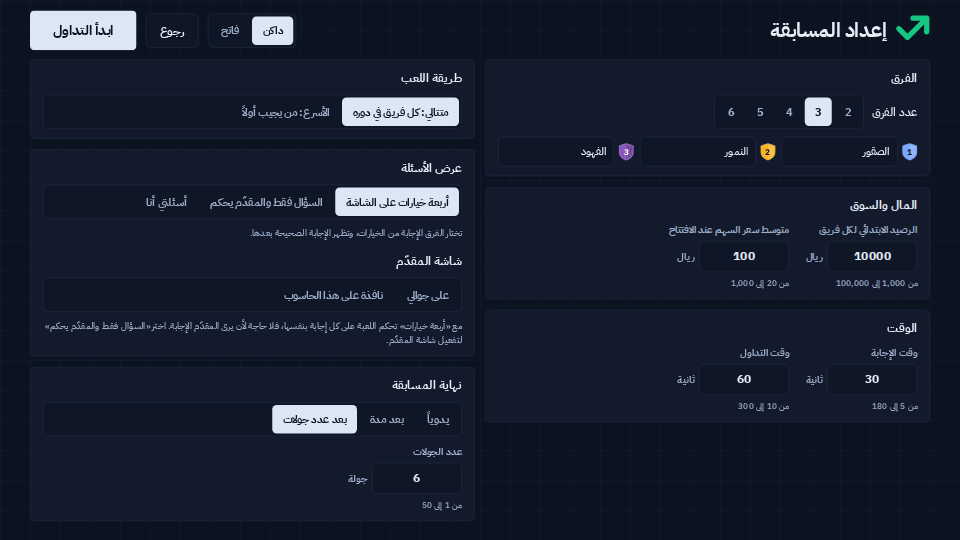 إعداد المسابقة
داكن
فاتح
رجوع
ابدأ التداول
الفرق
عدد الفرق
2 3 4 5 6
1 الصقور
2 النمور
3 الفهود
المال والسوق
الرصيد الابتدائي لكل فريق
10000 ريال
من 1,000 إلى 100,000
متوسط سعر السهم عند الافتتاح
100 ريال
من 20 إلى 1,000
الوقت
وقت الإجابة
30 ثانية
من 5 إلى 180
وقت التداول
60 ثانية
من 10 إلى 300
طريقة اللعب
متتالي: كل فريق في دوره
الأسرع: من يجيب أولاً
عرض الأسئلة
أربعة خيارات على الشاشة
السؤال فقط والمقدّم يحكم
أسئلتي أنا
تختار الفرق الإجابة من الخيارات، وتظهر الإجابة الصحيحة بعدها.
شاشة المقدّم
على جوالي
نافذة على هذا الحاسوب
مع «أربعة خيارات» تحكم اللعبة على كل إجابة بنفسها، فلا حاجة لأن يرى المقدّم الإجابة. اختر «السؤال فقط والمقدّم يحكم»
لتفعيل شاشة المقدّم.
نهاية المسابقة
يدوياً
بعد مدة
بعد عدد جولات
عدد الجولات
6 جولة
من 1 إلى 50